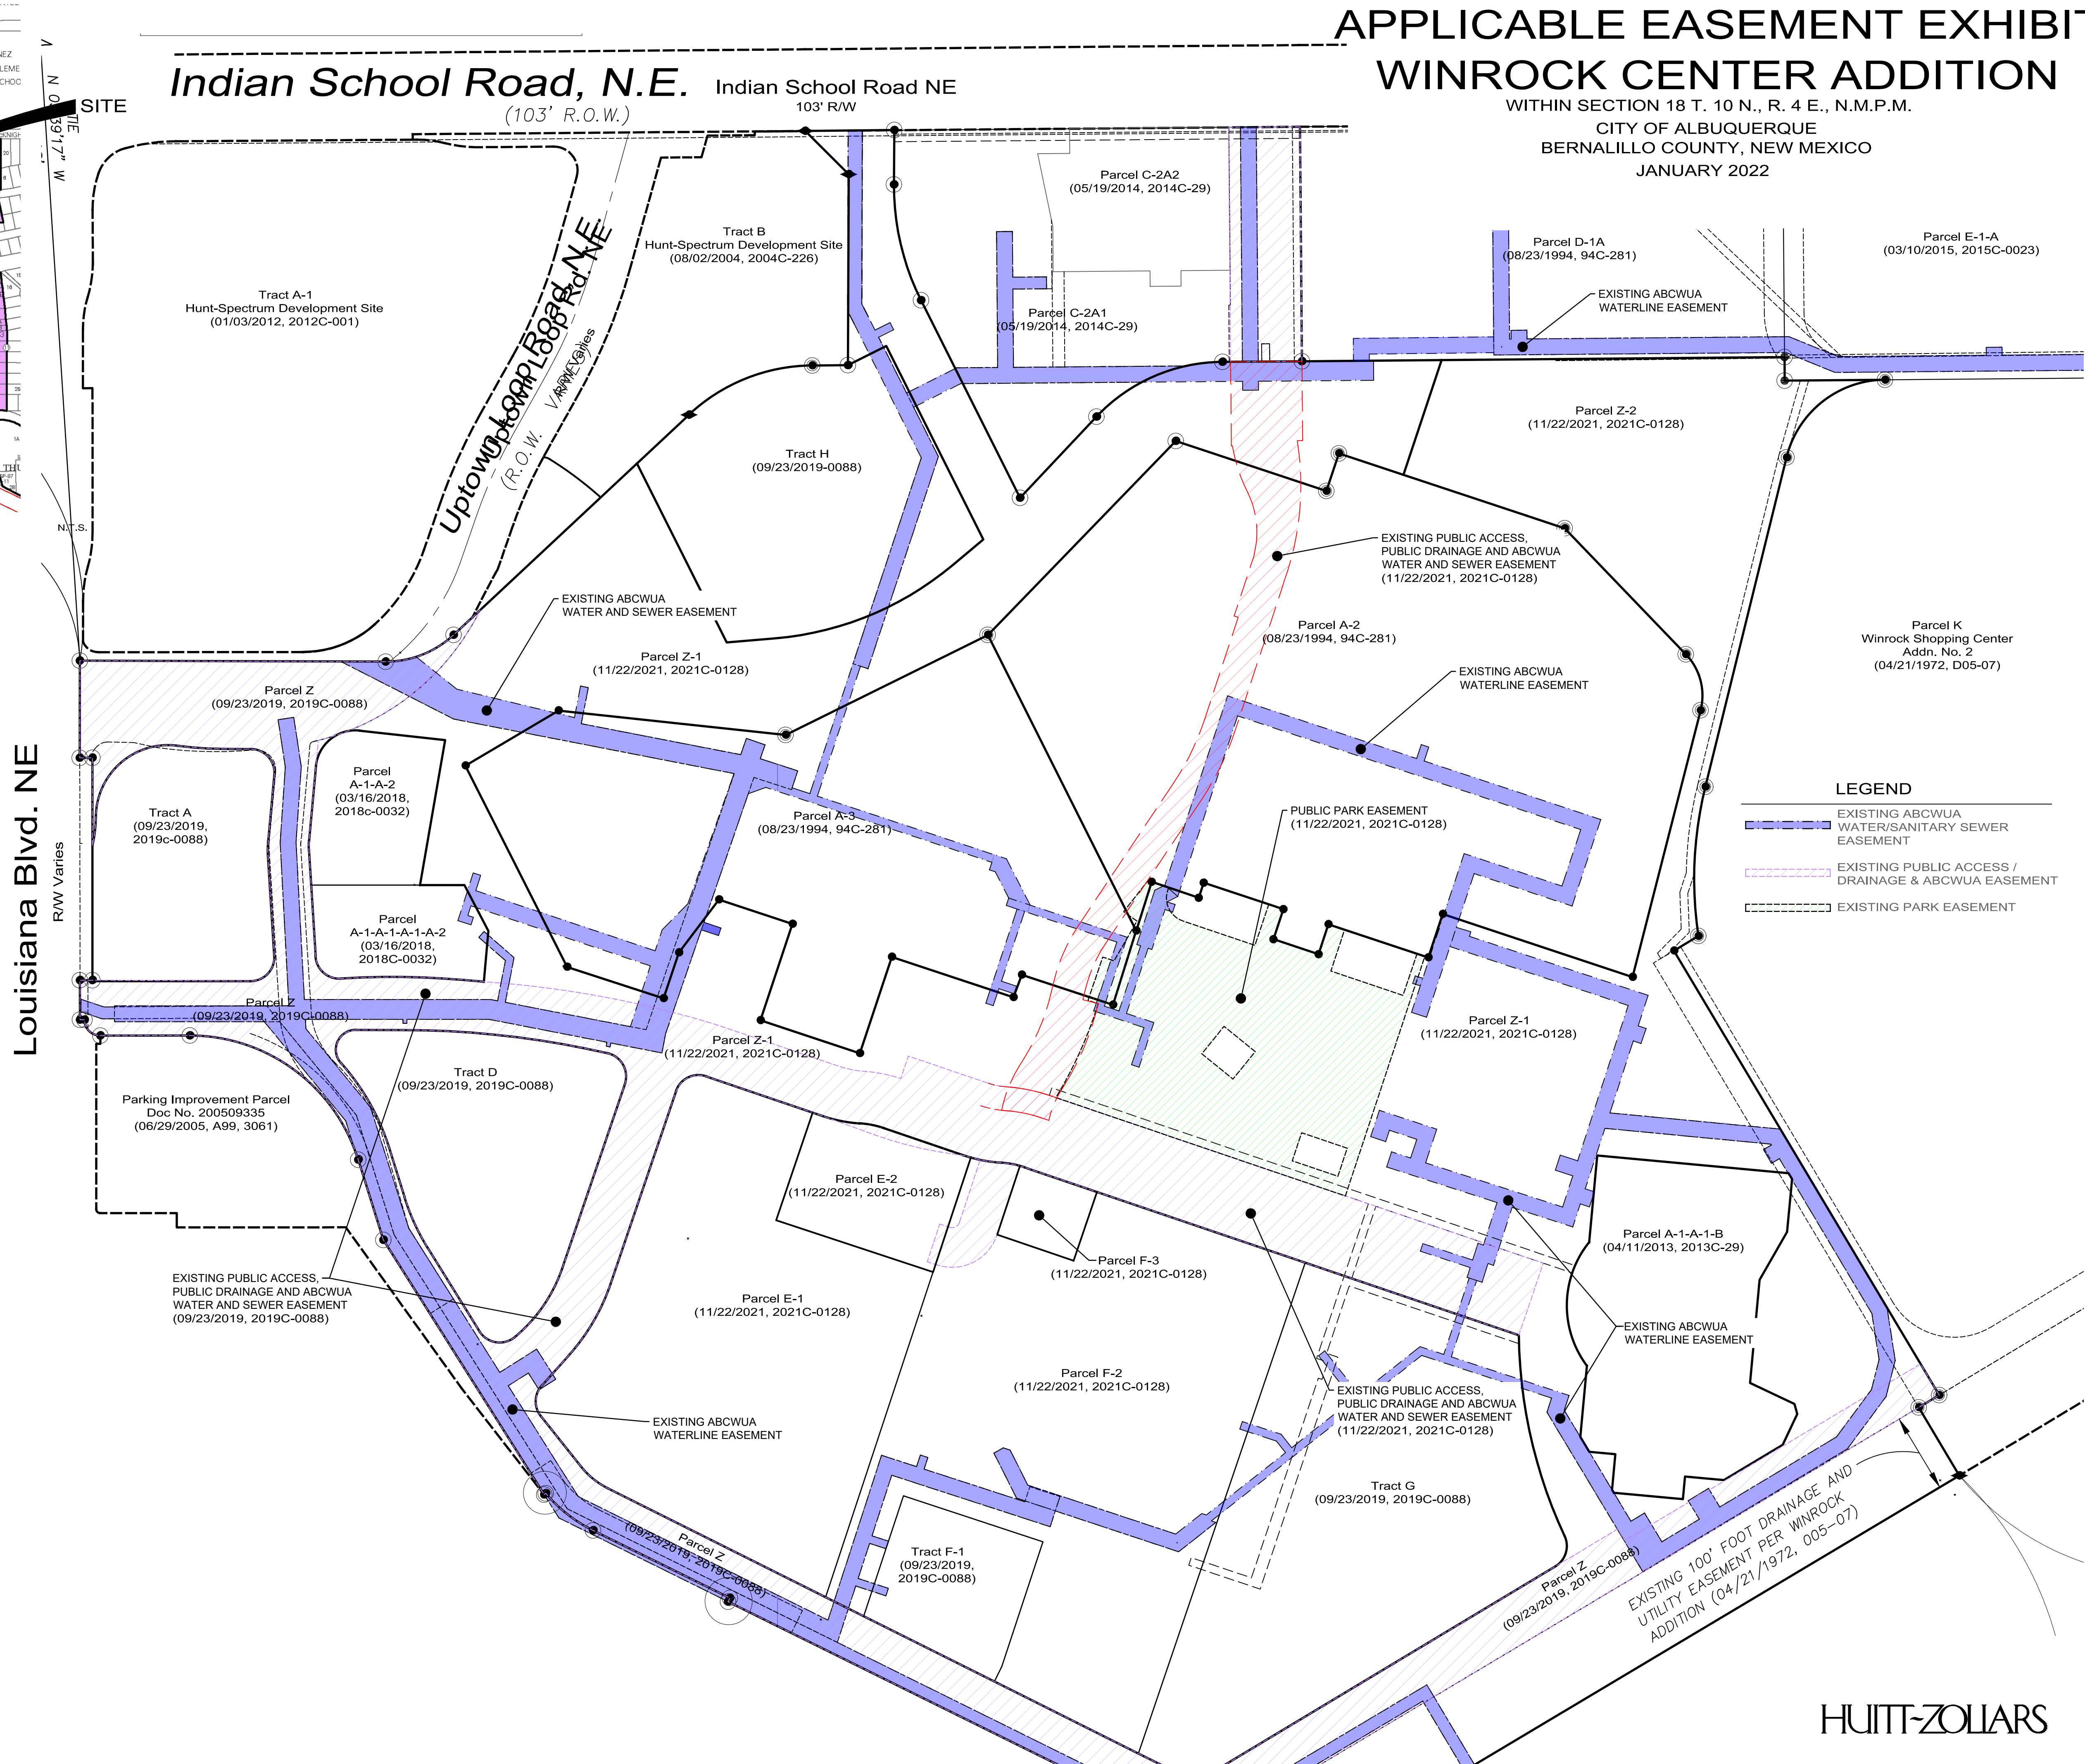 APPLICABLE EASEMENT EXHIBIT
WINROCK CENTER ADDITION
WITHIN SECTION 18 T. 10 N., R. 4 E., N.M.P.M.
CITY OF ALBUQUERQUE
BERNALILLO COUNTY, NEW MEXICO
JANUARY 2022
Indian School Road, N.E.
(103' R.O.W.)
Indian School Road NE
103' R/W
SITE
TIE
N.T.S.
Uptown Loop Road, N.E.
(R.O.W. VARIES)
Uptown Loop Rd. NE
R/W Varies
Louisiana Blvd. NE
R/W Varies
Tract A-1
Hunt-Spectrum Development Site
(01/03/2012, 2012C-001)
Tract B
Hunt-Spectrum Development Site
(08/02/2004, 2004C-226)
Parcel C-2A2
(05/19/2014, 2014C-29)
Parcel C-2A1
(05/19/2014, 2014C-29)
Parcel D-1A
(08/23/1994, 94C-281)
Parcel E-1-A
(03/10/2015, 2015C-0023)
EXISTING ABCWUA
WATERLINE EASEMENT
Parcel Z-2
(11/22/2021, 2021C-0128)
Tract H
(09/23/2019-0088)
EXISTING PUBLIC ACCESS,
PUBLIC DRAINAGE AND ABCWUA
WATER AND SEWER EASEMENT
(11/22/2021, 2021C-0128)
EXISTING ABCWUA
WATER AND SEWER EASEMENT
Parcel A-2
(08/23/1994, 94C-281)
Parcel K
Winrock Shopping Center
Addn. No. 2
(04/21/1972, D05-07)
Parcel Z-1
(11/22/2021, 2021C-0128)
EXISTING ABCWUA
WATERLINE EASEMENT
Parcel Z
(09/23/2019, 2019C-0088)
Parcel
A-1-A-2
(03/16/2018,
2018c-0032)
Tract A
(09/23/2019,
2019c-0088)
Parcel A-3
(08/23/1994, 94C-281)
PUBLIC PARK EASEMENT
(11/22/2021, 2021C-0128)
LEGEND
EXISTING ABCWUA
WATER/SANITARY SEWER
EASEMENT
EXISTING PUBLIC ACCESS /
DRAINAGE & ABCWUA EASEMENT
EXISTING PARK EASEMENT
Parcel
A-1-A-1-A-1-A-2
(03/16/2018,
2018C-0032)
Parcel Z
(09/23/2019, 2019C-0088)
Parcel Z-1
(11/22/2021, 2021C-0128)
Parcel Z-1
(11/22/2021, 2021C-0128)
Tract D
(09/23/2019, 2019C-0088)
Parking Improvement Parcel
Doc No. 200509335
(06/29/2005, A99, 3061)
Parcel E-2
(11/22/2021, 2021C-0128)
Parcel F-3
(11/22/2021, 2021C-0128)
Parcel A-1-A-1-B
(04/11/2013, 2013C-29)
EXISTING PUBLIC ACCESS,
PUBLIC DRAINAGE AND ABCWUA
WATER AND SEWER EASEMENT
(09/23/2019, 2019C-0088)
Parcel E-1
(11/22/2021, 2021C-0128)
EXISTING ABCWUA
WATERLINE EASEMENT
Parcel F-2
(11/22/2021, 2021C-0128)
EXISTING PUBLIC ACCESS,
PUBLIC DRAINAGE AND ABCWUA
WATER AND SEWER EASEMENT
(11/22/2021, 2021C-0128)
EXISTING ABCWUA
WATERLINE EASEMENT
Tract G
(09/23/2019, 2019C-0088)
Parcel Z
(09/23/2019, 2019C-0088)
Tract F-1
(09/23/2019,
2019C-0088)
Parcel Z
(09/23/2019, 2019C-0088)
EXISTING 100' FOOT DRAINAGE AND
UTILITY EASEMENT PER WINROCK
ADDITION (04/21/1972, 005-07)
HUITT-ZOLLARS